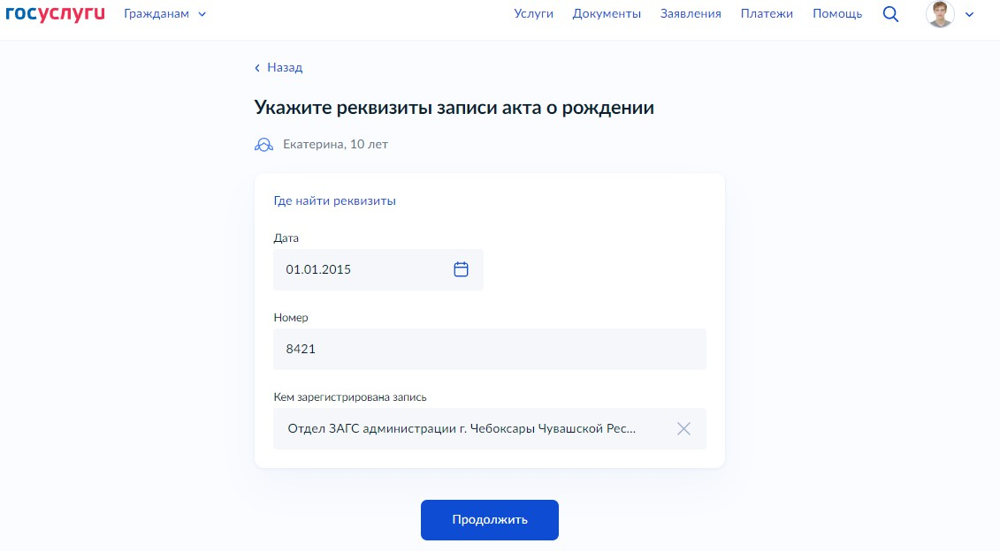 госуслуги Гражданам Услуги Документы Заявления Платежи Помощь
Назад
Укажите реквизиты записи акта о рождении
Екатерина, 10 лет
Где найти реквизиты
Дата
01.01.2015
Номер
8421
Кем зарегистрирована запись
Отдел ЗАГС администрации г. Чебоксары Чувашской Рес...
Продолжить